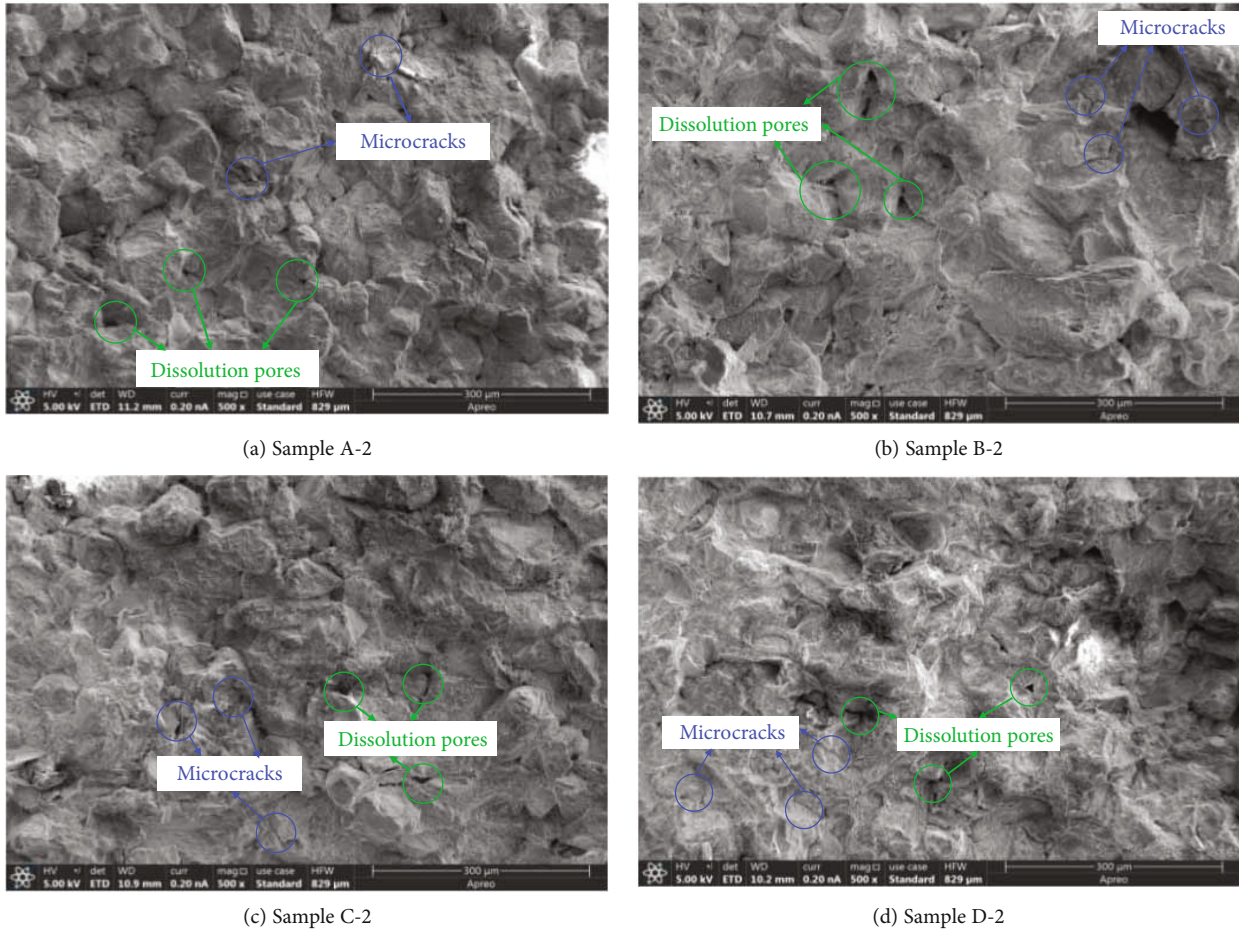 Microcracks
Dissolution pores
HV det WD curr mag use case HFW
5.00 kV ETD 11.2 mm 0.20 nA 500 x Standard 829 μm
300 μm
Apreo
(a) Sample A-2
Microcracks
Dissolution pores
HV det WD curr mag use case HFW
5.00 kV ETD 10.7 mm 0.20 nA 500 x Standard 829 μm
300 μm
Apreo
(b) Sample B-2
Dissolution pores
Microcracks
HV det WD curr mag use case HFW
5.00 kV ETD 10.9 mm 0.20 nA 500 x Standard 829 μm
300 μm
Apreo
(c) Sample C-2
Microcracks
Dissolution pores
HV det WD curr mag use case HFW
5.00 kV ETD 10.2 mm 0.20 nA 500 x Standard 829 μm
300 μm
Apreo
(d) Sample D-2